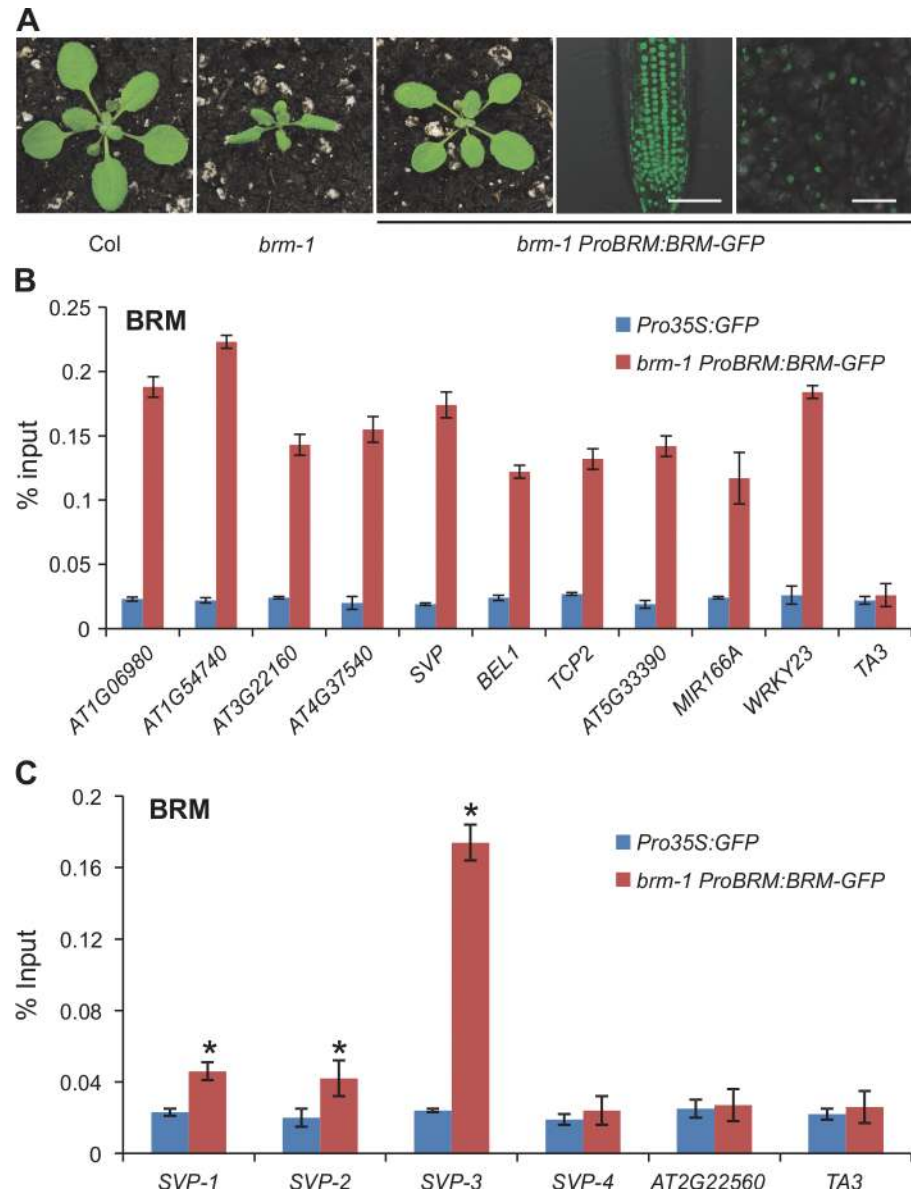 A
Col
brm-1
brm-1 ProBRM:BRM-GFP
B
BRM
Pro35S:GFP
brm-1 ProBRM:BRM-GFP
% input
0.25
0.2
0.15
0.1
0.05
0
AT1G06980
AT1G54740
AT3G22160
AT4G37540
SVP
BEL1
TCP2
AT5G33390
MIR166A
WRKY23
TA3
C
BRM
Pro35S:GFP
brm-1 ProBRM:BRM-GFP
% Input
0.2
0.16
0.12
0.08
0.04
0
*
*
*
SVP-1
SVP-2
SVP-3
SVP-4
AT2G22560
TA3